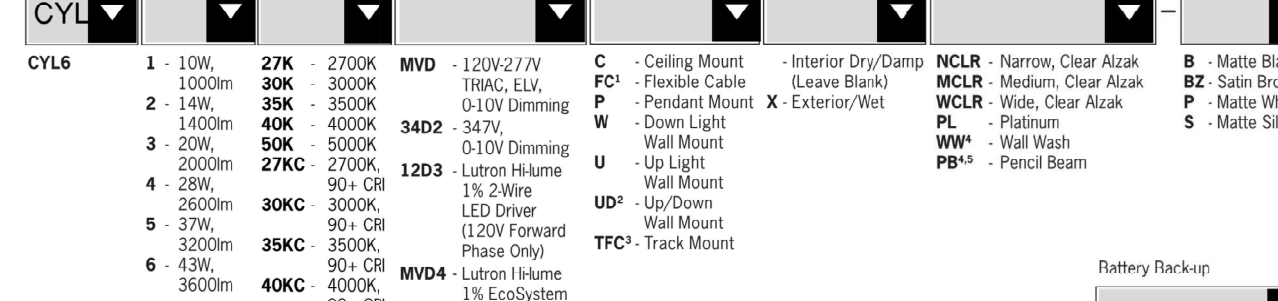 CYL
CYL6
1 - 10W,
1000lm
2 - 14W,
1400lm
3 - 20W,
2000lm
4 - 28W,
2600lm
5 - 37W,
3200lm
6 - 43W,
3600lm
27K - 2700K
30K - 3000K
35K - 3500K
40K - 4000K
50K - 5000K
27KC - 2700K,
90+ CRI
30KC - 3000K,
90+ CRI
35KC - 3500K,
90+ CRI
40KC - 4000K,
90+ CRI
MVD - 120V-277V
TRIAC, ELV,
0-10V Dimming
34D2 - 347V,
0-10V Dimming
12D3 - Lutron Hi-lume
1% 2-Wire
LED Driver
(120V Forward
Phase Only)
MVD4 - Lutron Hi-lume
1% EcoSystem
C - Ceiling Mount
FC¹ - Flexible Cable
P - Pendant Mount
W - Down Light
Wall Mount
U - Up Light
Wall Mount
UD² - Up/Down
Wall Mount
TFC³ - Track Mount
- Interior Dry/Damp
(Leave Blank)
X - Exterior/Wet
NCLR - Narrow, Clear Alzak
MCLR - Medium, Clear Alzak
WCLR - Wide, Clear Alzak
PL - Platinum
WW⁴ - Wall Wash
PB⁴,⁵ - Pencil Beam
–
B - Matte Bla
BZ - Satin Bro
P - Matte Wh
S - Matte Sil
Battery Back-up